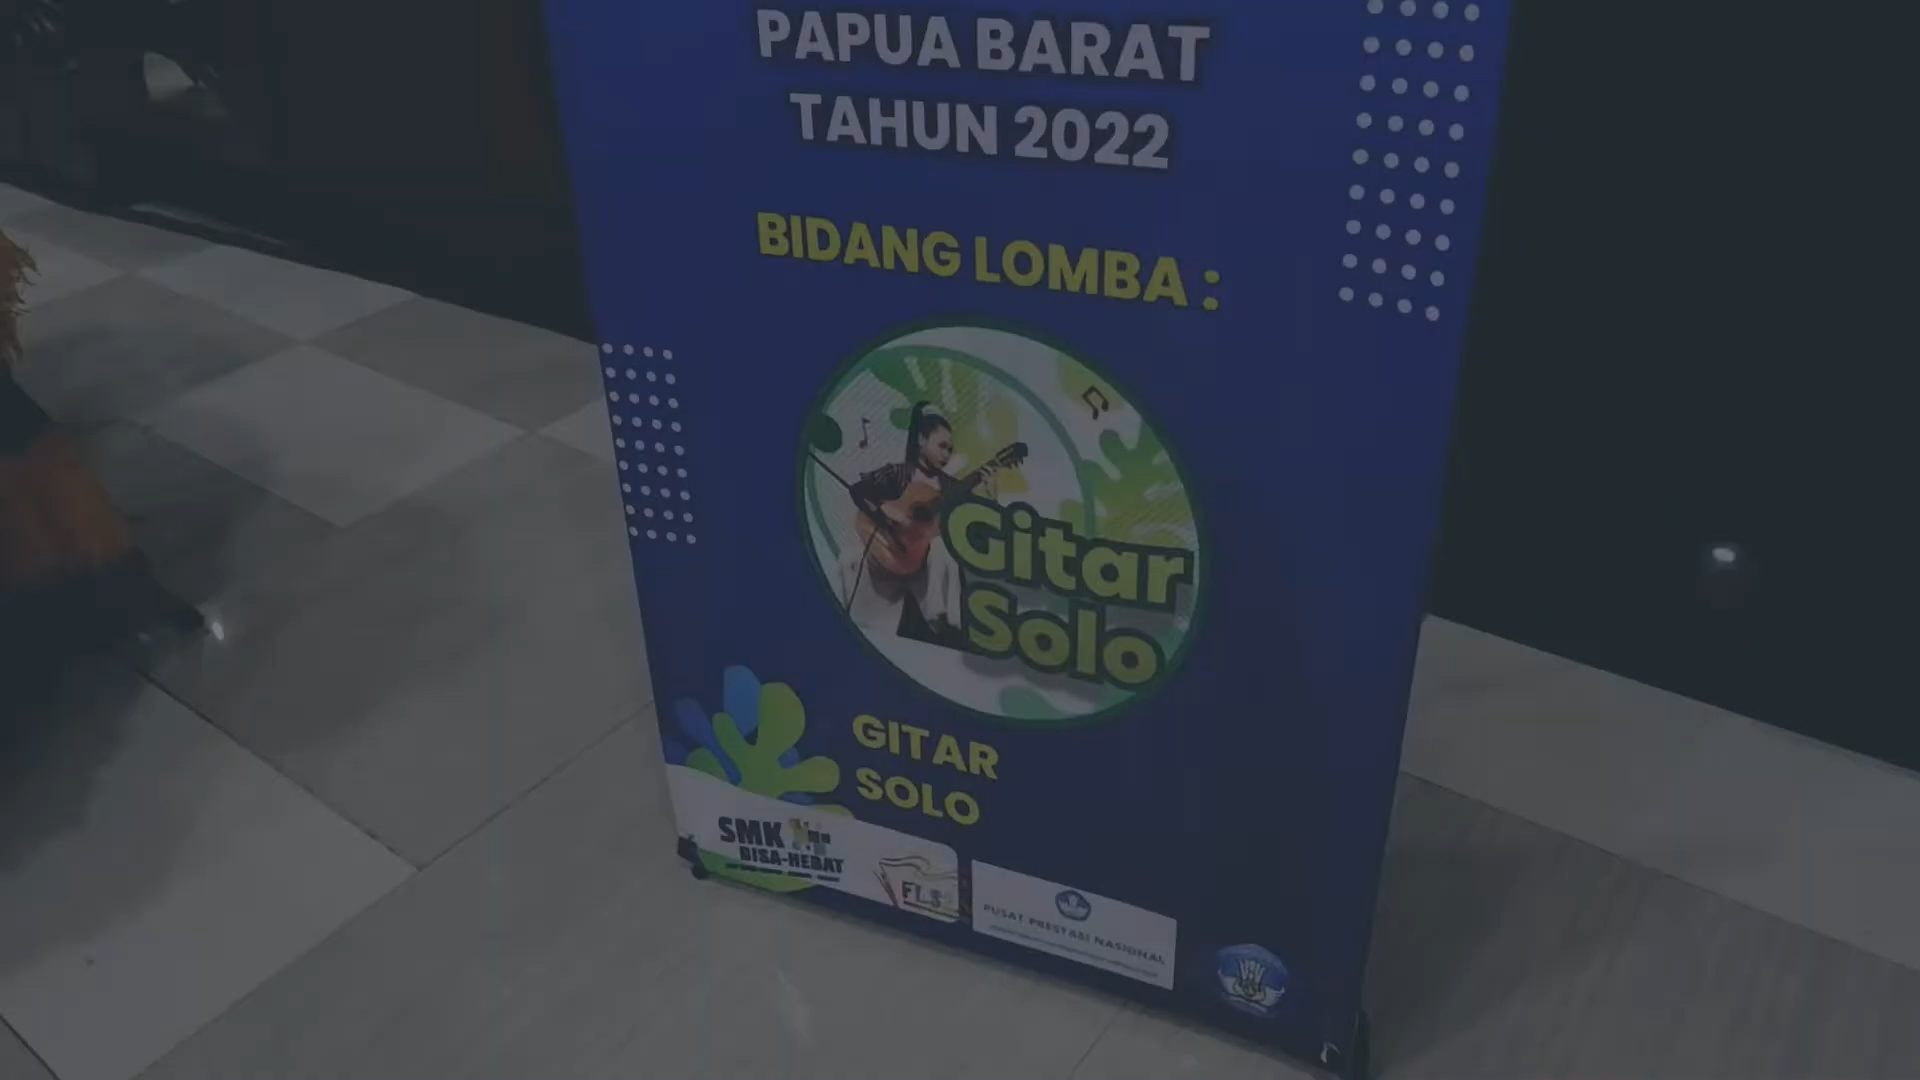 PAPUA BARAT
TAHUN 2022
BIDANG LOMBA :
Gitar
Solo
GITAR
SOLO
SMK
BISA-HEBAT
FLS
PUSAT PRESTASI NASIONAL